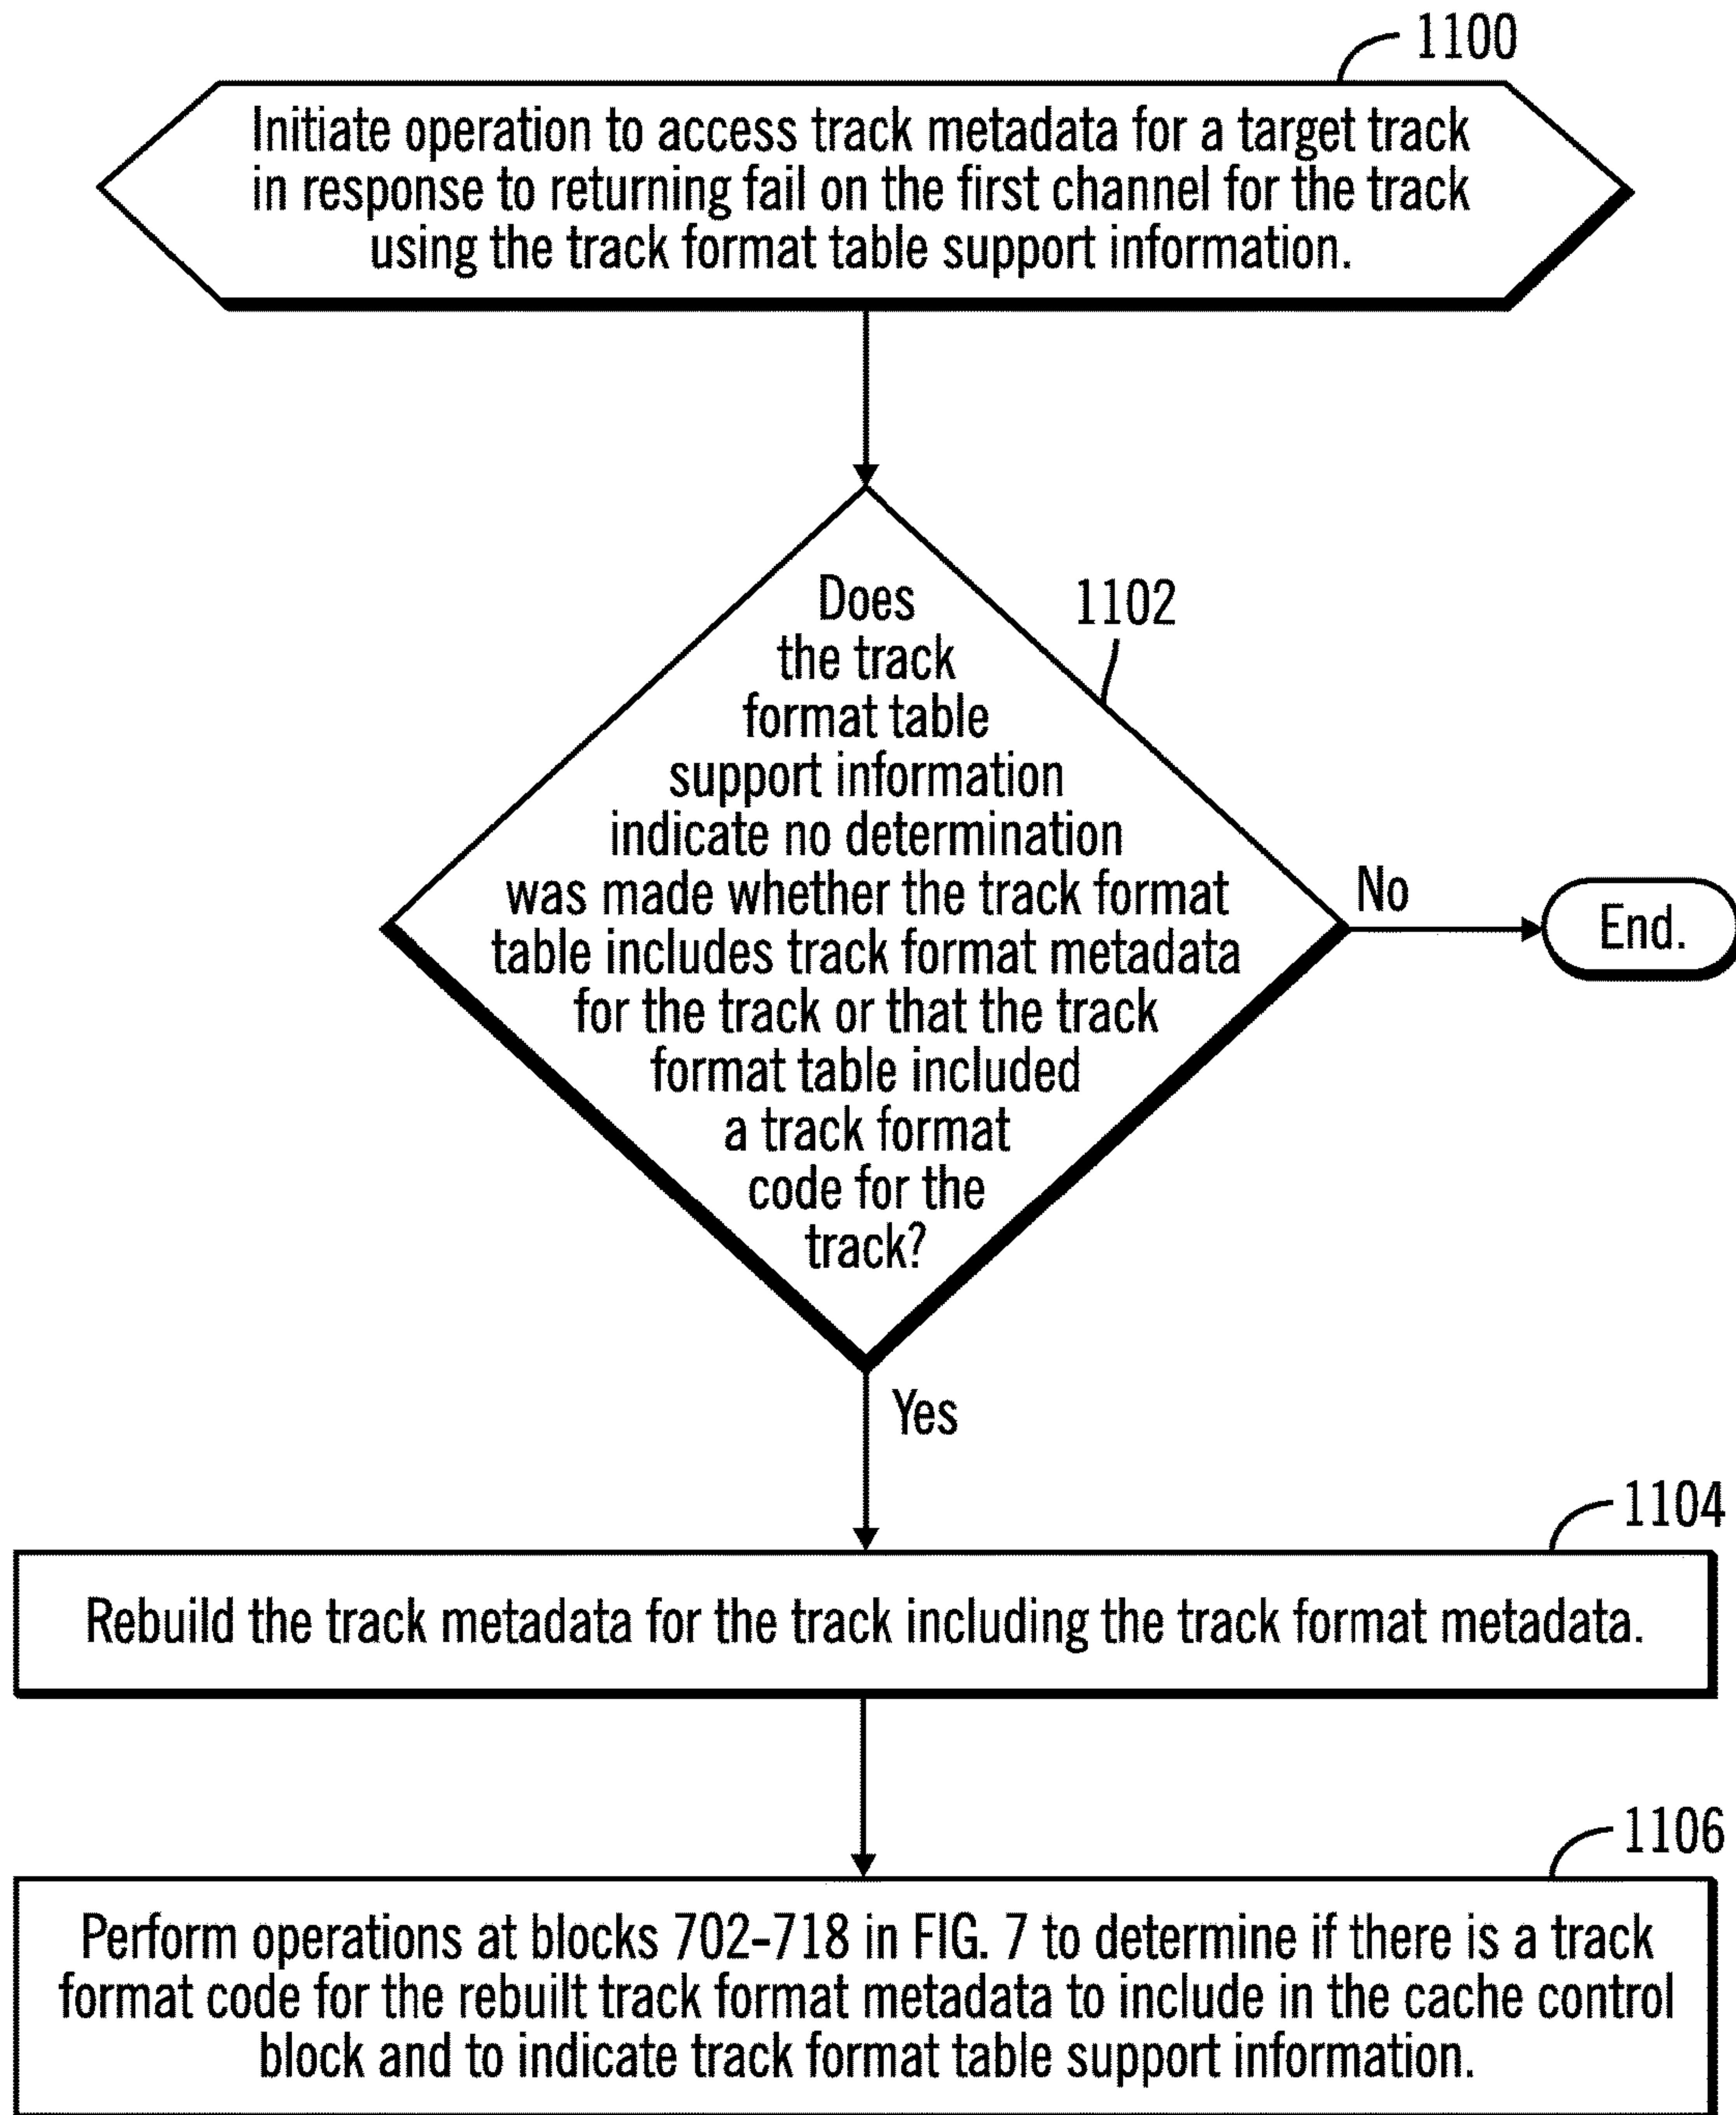 1100
Initiate operation to access track metadata for a target track
in response to returning fail on the first channel for the track
using the track format table support information.
Does
1102
the track
format table
support information
indicate no determination
was made whether the track format
No
table includes track format metadata
End.
for the track or that the track
format table included
a track format
code for the
track?
Yes
1104
Rebuild the track metadata for the track including the track format metadata.
1106
Perform operations at blocks 702-718 in FIG. 7 to determine if there is a track
format code for the rebuilt track format metadata to include in the cache control
block and to indicate track format table support information.